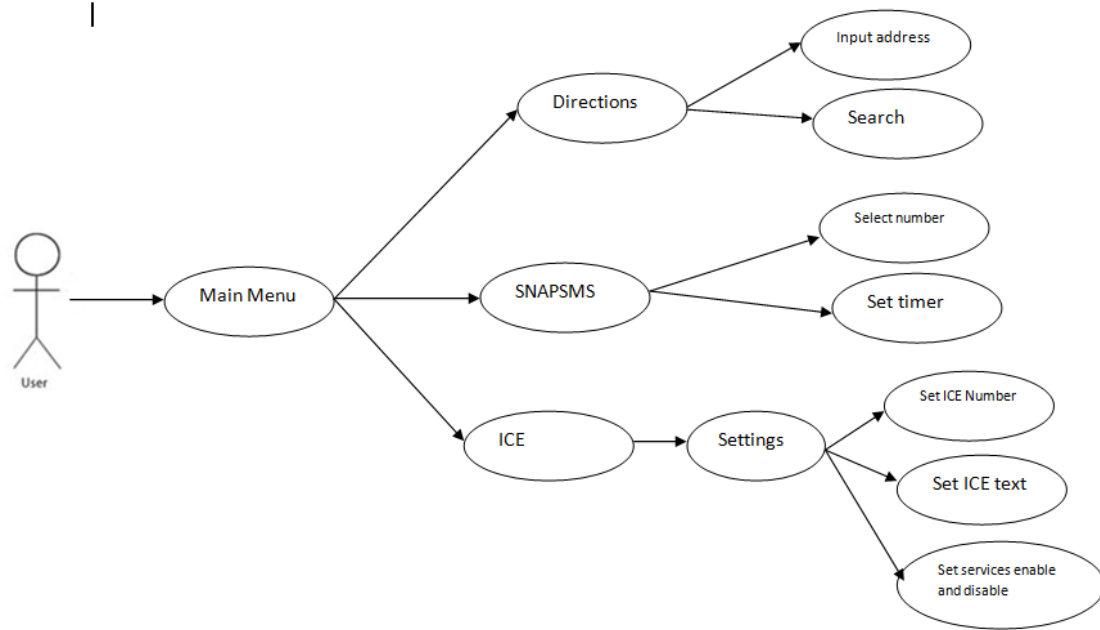 Input address
Directions
Search
Select number
Main Menu
SNAPSMS
Set timer
User
Set ICE Number
ICE
Settings
Set ICE text
Set services enable
and disable